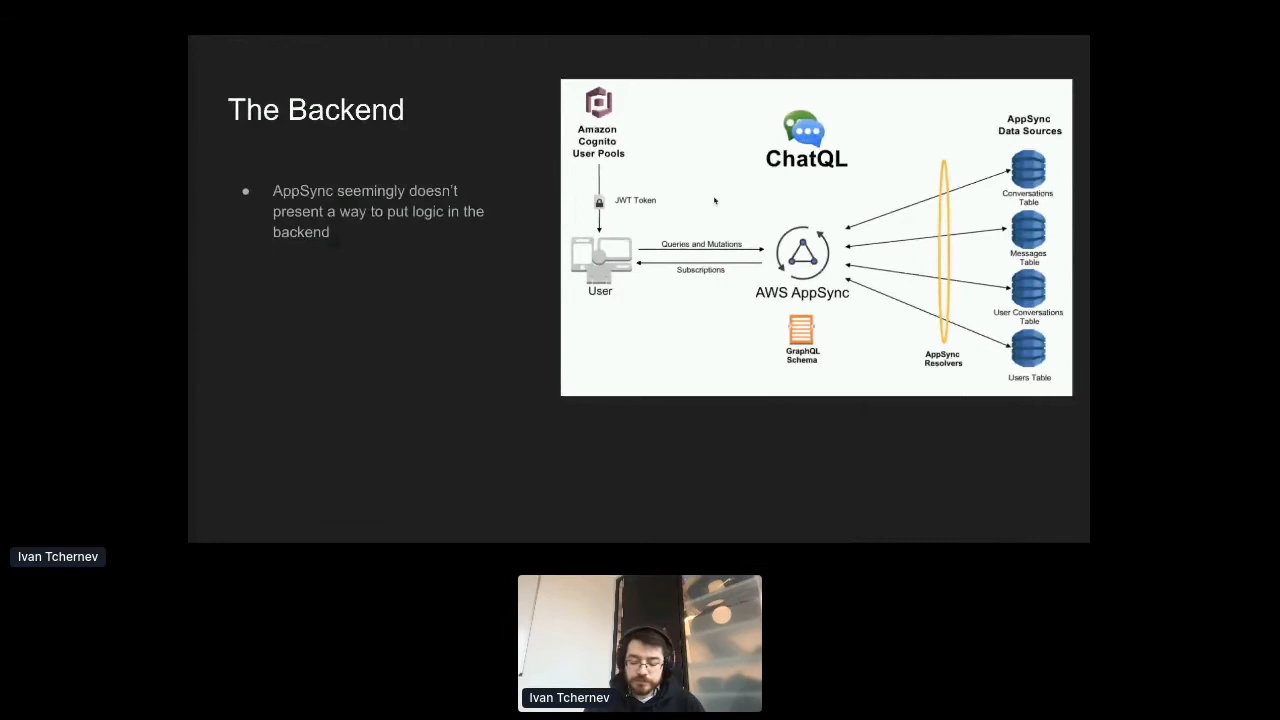 The Backend
● AppSync seemingly doesn't
present a way to put logic in the
backend
Amazon
Cognito
User Pools
JWT Token
User
Queries and Mutations
Subscriptions
ChatQL
AWS AppSync
GraphQL
Schema
AppSync
Resolvers
AppSync
Data Sources
Conversations
Table
Messages
Table
User Conversations
Table
Users Table
Ivan Tchernev
Ivan Tchernev